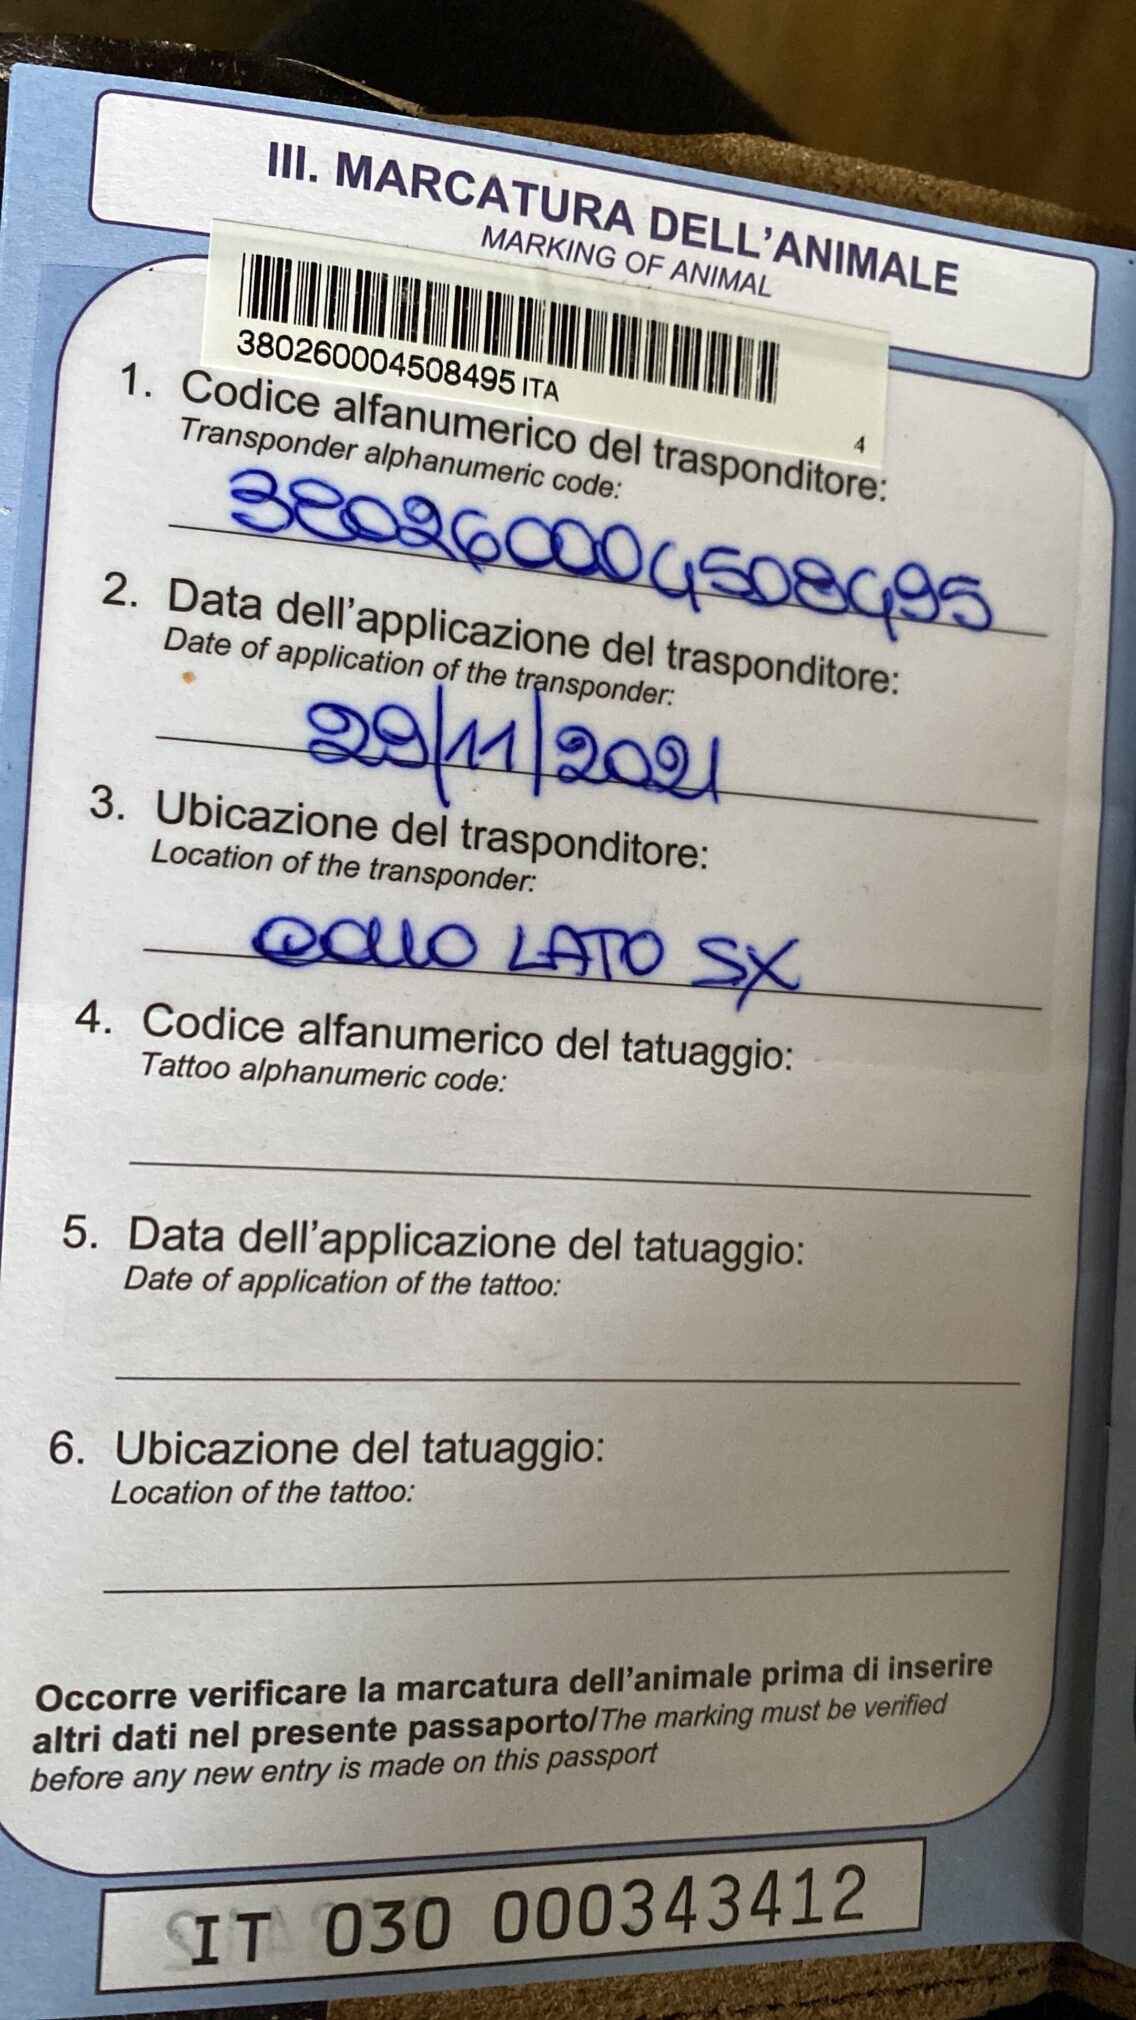 III. MARCATURA DELL'ANIMALE
MARKING OF ANIMAL
380260004508495 ITA
4
1. Codice alfanumerico del trasponditore:
Transponder alphanumeric code:
380260004508495
2. Data dell'applicazione del trasponditore:
Date of application of the transponder:
29/11/2021
3. Ubicazione del trasponditore:
Location of the transponder:
COLLO LATO SX
4. Codice alfanumerico del tatuaggio:
Tattoo alphanumeric code:
5. Data dell'applicazione del tatuaggio:
Date of application of the tattoo:
6. Ubicazione del tatuaggio:
Location of the tattoo:
Occorre verificare la marcatura dell'animale prima di inserire
altri dati nel presente passaporto/The marking must be verified
before any new entry is made on this passport
IT 030 000343412